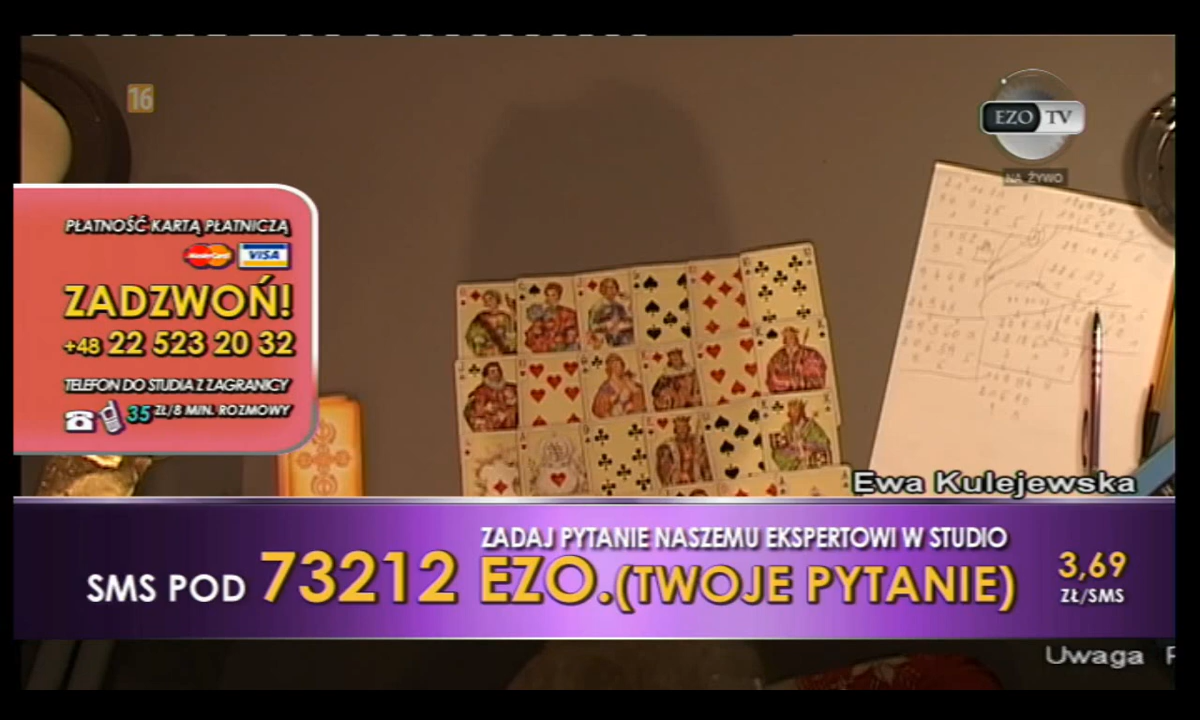 16
EZO TV
NA ŻYWO
PŁATNOŚĆ KARTĄ PŁATNICZĄ
MasterCard VISA
ZADZWOŃ!
+48 22 523 20 32
TELEFON DO STUDIA Z ZAGRANICY
35 ZŁ/8 MIN. ROZMOWY
Ewa Kulejewska
ZADAJ PYTANIE NASZEMU EKSPERTOWI W STUDIO
SMS POD 73212 EZO.(TWOJE PYTANIE)
3,69
ZŁ/SMS
Uwaga